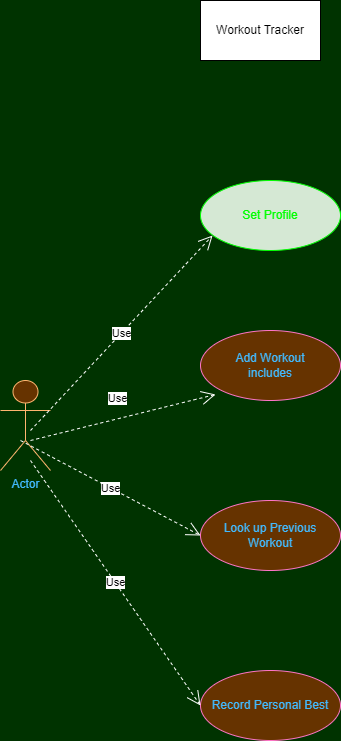 Workout Tracker
Set Profile
Use
Add Workout
includes
Use
Actor
Use
Look up Previous
Workout
Use
Record Personal Best